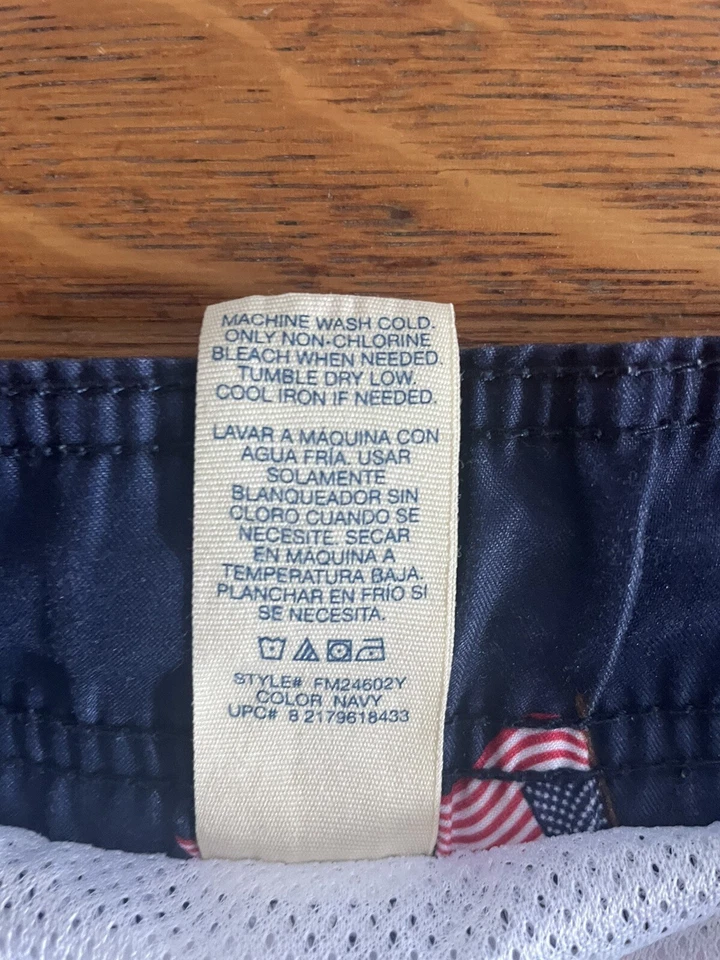 MACHINE WASH COLD.
ONLY NON-CHLORINE
BLEACH WHEN NEEDED.
TUMBLE DRY LOW.
COOL IRON IF NEEDED.
LAVAR A MÁQUINA CON
AGUA FRÍA. USAR
SOLAMENTE
BLANQUEADOR SIN
CLORO CUANDO SE
NECESITE. SECAR
EN MÁQUINA A
TEMPERATURA BAJA.
PLANCHAR EN FRÍO SI
SE NECESITA.
STYLE# FM24602Y
COLOR NAVY
UPC# 8 2179618433